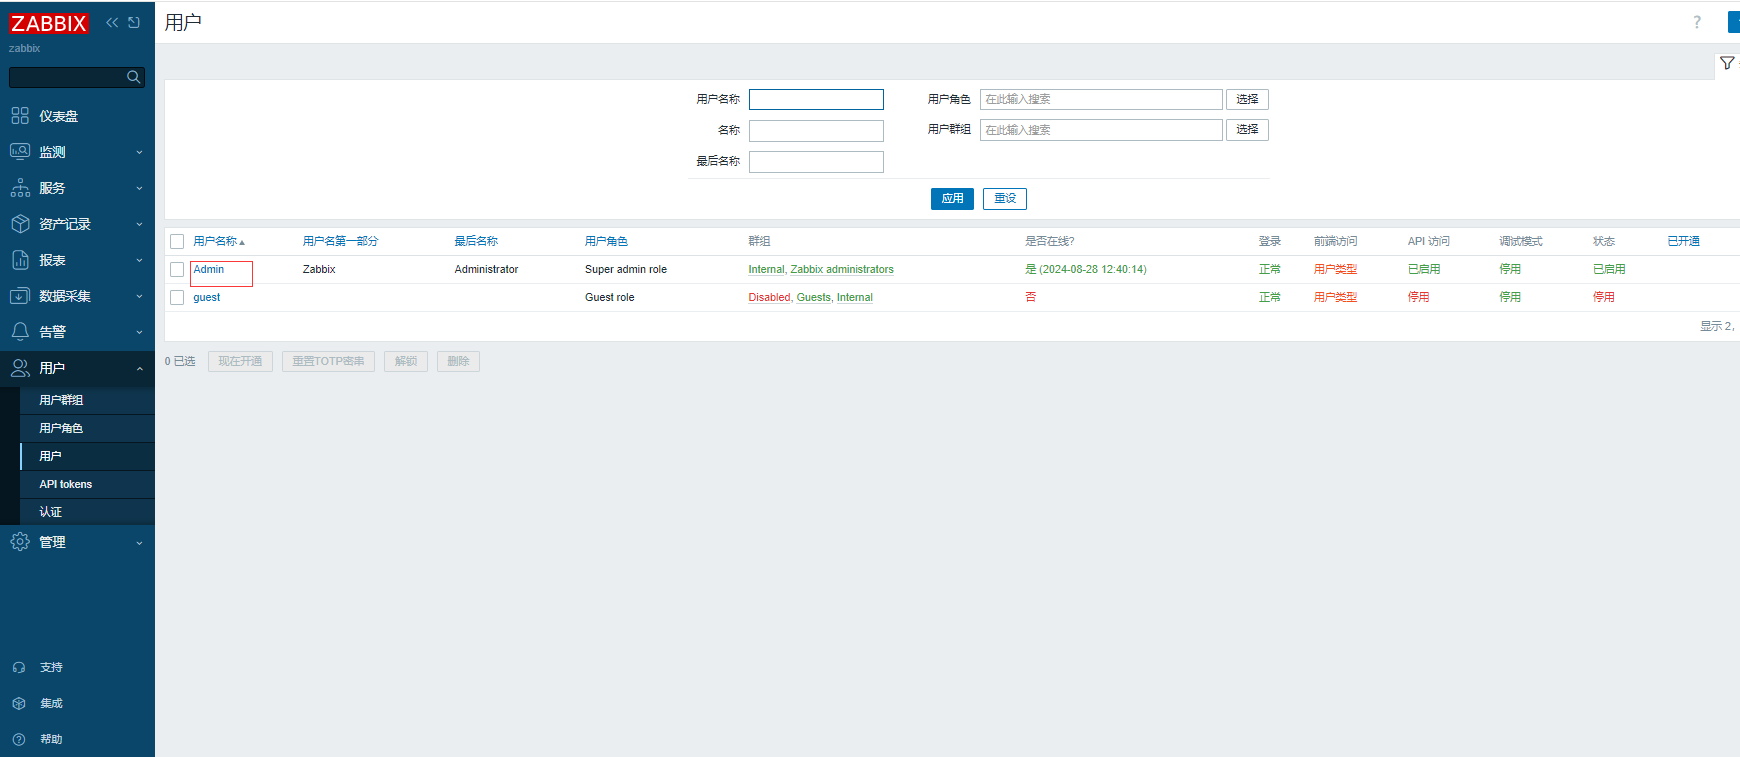 ZABBIX
zabbix
仪表盘
监测
服务
资产记录
报表
数据采集
告警
用户
用户群组
用户角色
用户
API tokens
认证
管理
支持
集成
帮助
用户
?
用户名称
用户角色 在此输入搜索 选择
名称
用户群组 在此输入搜索 选择
最后名称
应用 重设
用户名称 用户名第一部分 最后名称 用户角色 群组 是否在线? 登录 前端访问 API 访问 调试模式 状态 已开通
Admin Zabbix Administrator Super admin role Internal, Zabbix administrators 是 (2024-08-28 12:40:14) 正常 用户类型 已启用 停用 已启用
guest Guest role Disabled, Guests, Internal 否 正常 用户类型 停用 停用 停用
显示 2,
0 已选 现在开通 重置TOTP密串 解锁 删除